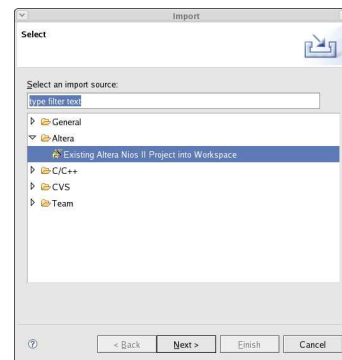 Import
Select
Select an import source:
type filter text
General
Altera
Existing Altera Nios II Project into Workspace
C/C++
CVS
Team
< Back Next > Finish Cancel